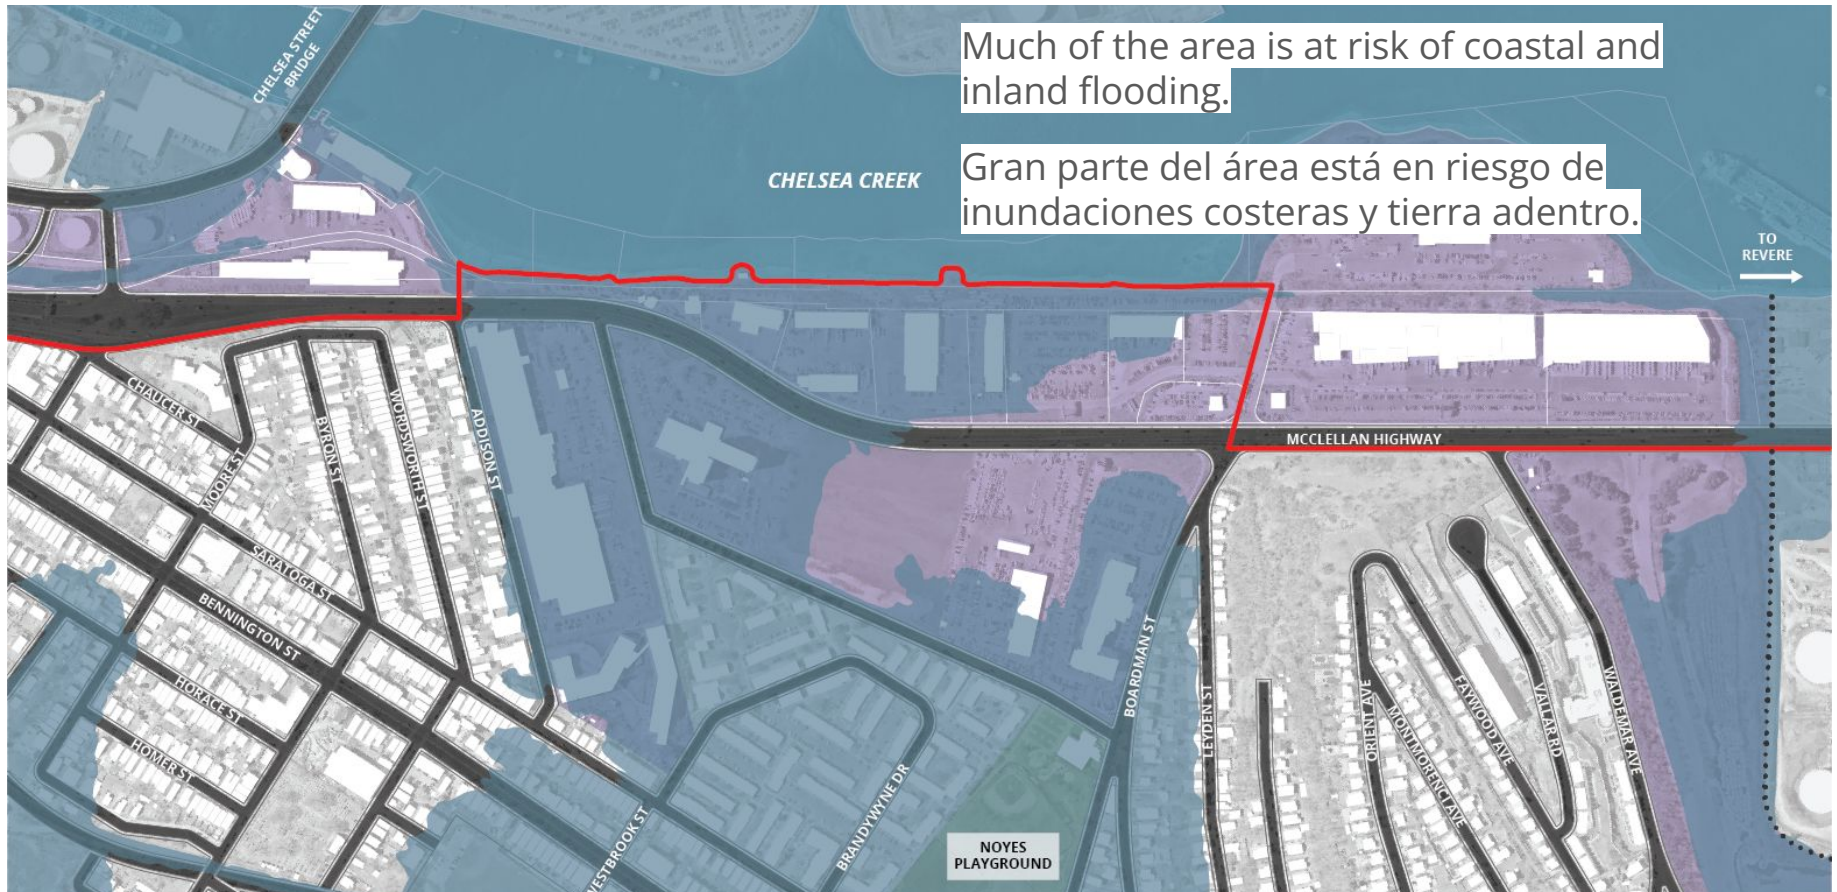 Much of the area is at risk of coastal and
inland flooding.
Gran parte del área está en riesgo de
inundaciones costeras y tierra adentro.
CHELSEA STREET
BRIDGE
CHELSEA CREEK
TO
REVERE
MCCLELLAN HIGHWAY
CHAUCER ST
MOORE ST
BYRON ST
WORDSWORTH ST
ADDISON ST
SARATOGA ST
BENNINGTON ST
HORACE ST
HOMER ST
WESTBROOK ST
BRANDYWYNE DR
BOARDMAN ST
LEYDEN ST
ORIENT AVE
MONTMORENCI AVE
FAYWOOD AVE
VALLAR RD
WALDEMAR AVE
NOYES
PLAYGROUND